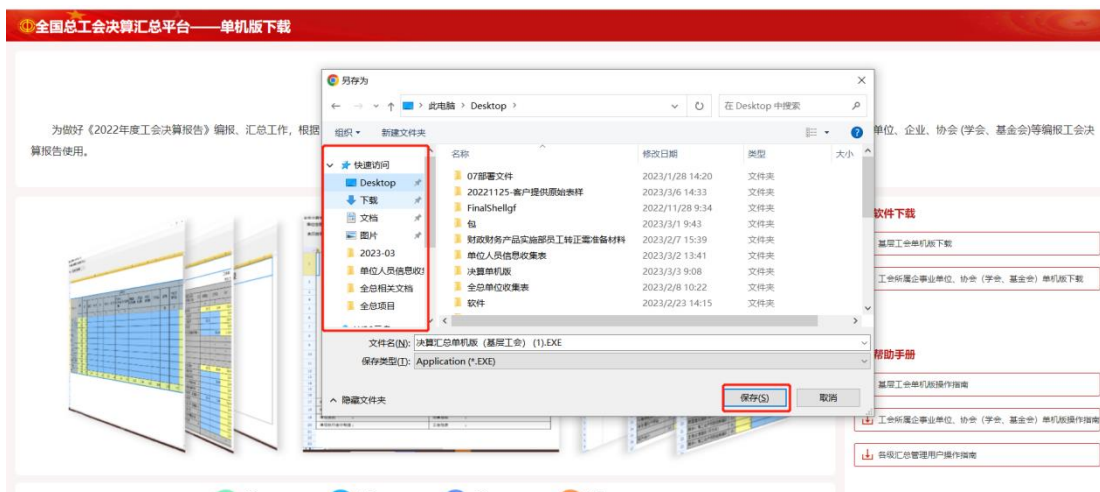 全国总工会决算汇总平台——单机版下载
另存为
此电脑 > Desktop >
在 Desktop 中搜索
为做好《2022年度工会决算报告》编报、汇总工作，根据
单位、企业、协会 (学会、基金会)等编报工会决
算报告使用。
组织
新建文件夹
快速访问
Desktop
下载
文档
图片
2023-03
单位人员信息收
全总相关文档
全总项目
名称 修改日期 类型 大小
07部署文件 2023/1/28 14:20 文件夹
20221125-客户提供原始表样 2023/3/6 14:33 文件夹
FinalShellgf 2022/11/28 9:34 文件夹
包 2023/3/1 9:43 文件夹
财政财务产品实施部员工转正需准备材料 2023/2/7 15:39 文件夹
单位人员信息收集表 2023/3/2 13:41 文件夹
决算单机版 2023/3/3 9:08 文件夹
全总单位收集表 2023/2/8 10:22 文件夹
软件 2023/2/23 14:15 文件夹
文件名(N): 决算汇总单机版（基层工会） (1).EXE
保存类型(T): Application (*.EXE)
隐藏文件夹
保存(S)
取消
软件下载
基层工会单机版下载
工会所属企事业单位、协会（学会、基金会）单机版下载
帮助手册
基层工会单机版操作指南
工会所属企事业单位、协会（学会、基金会）单机版操作指南
各级汇总管理用户操作指南